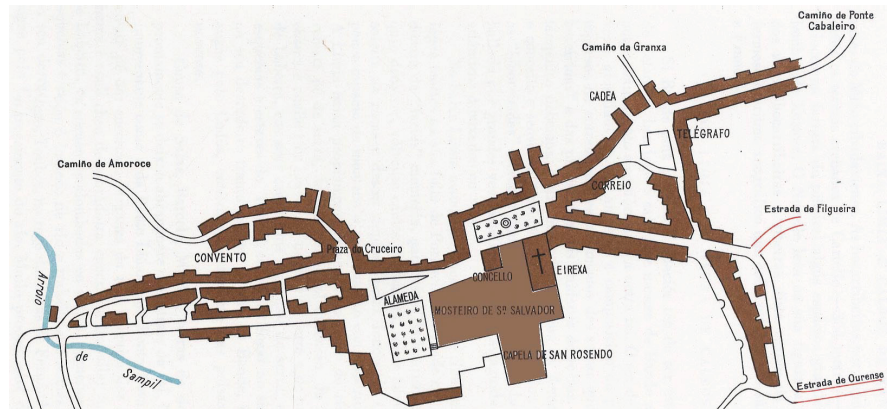 Camiño de Ponte
Cabaleiro
Camiño da Granxa
CADEA
TELÉGRAFO
Camiño de Amoroce
CORREIO
Estrada de Filgueira
Praza do Cruceiro
CONVENTO
EIREXA
CONCELLO
Arroio
ALAMEDA
MOSTEIRO DE Sn. SALVADOR
CAPELA DE SAN ROSENDO
de
Sampil
Estrada de Ourense